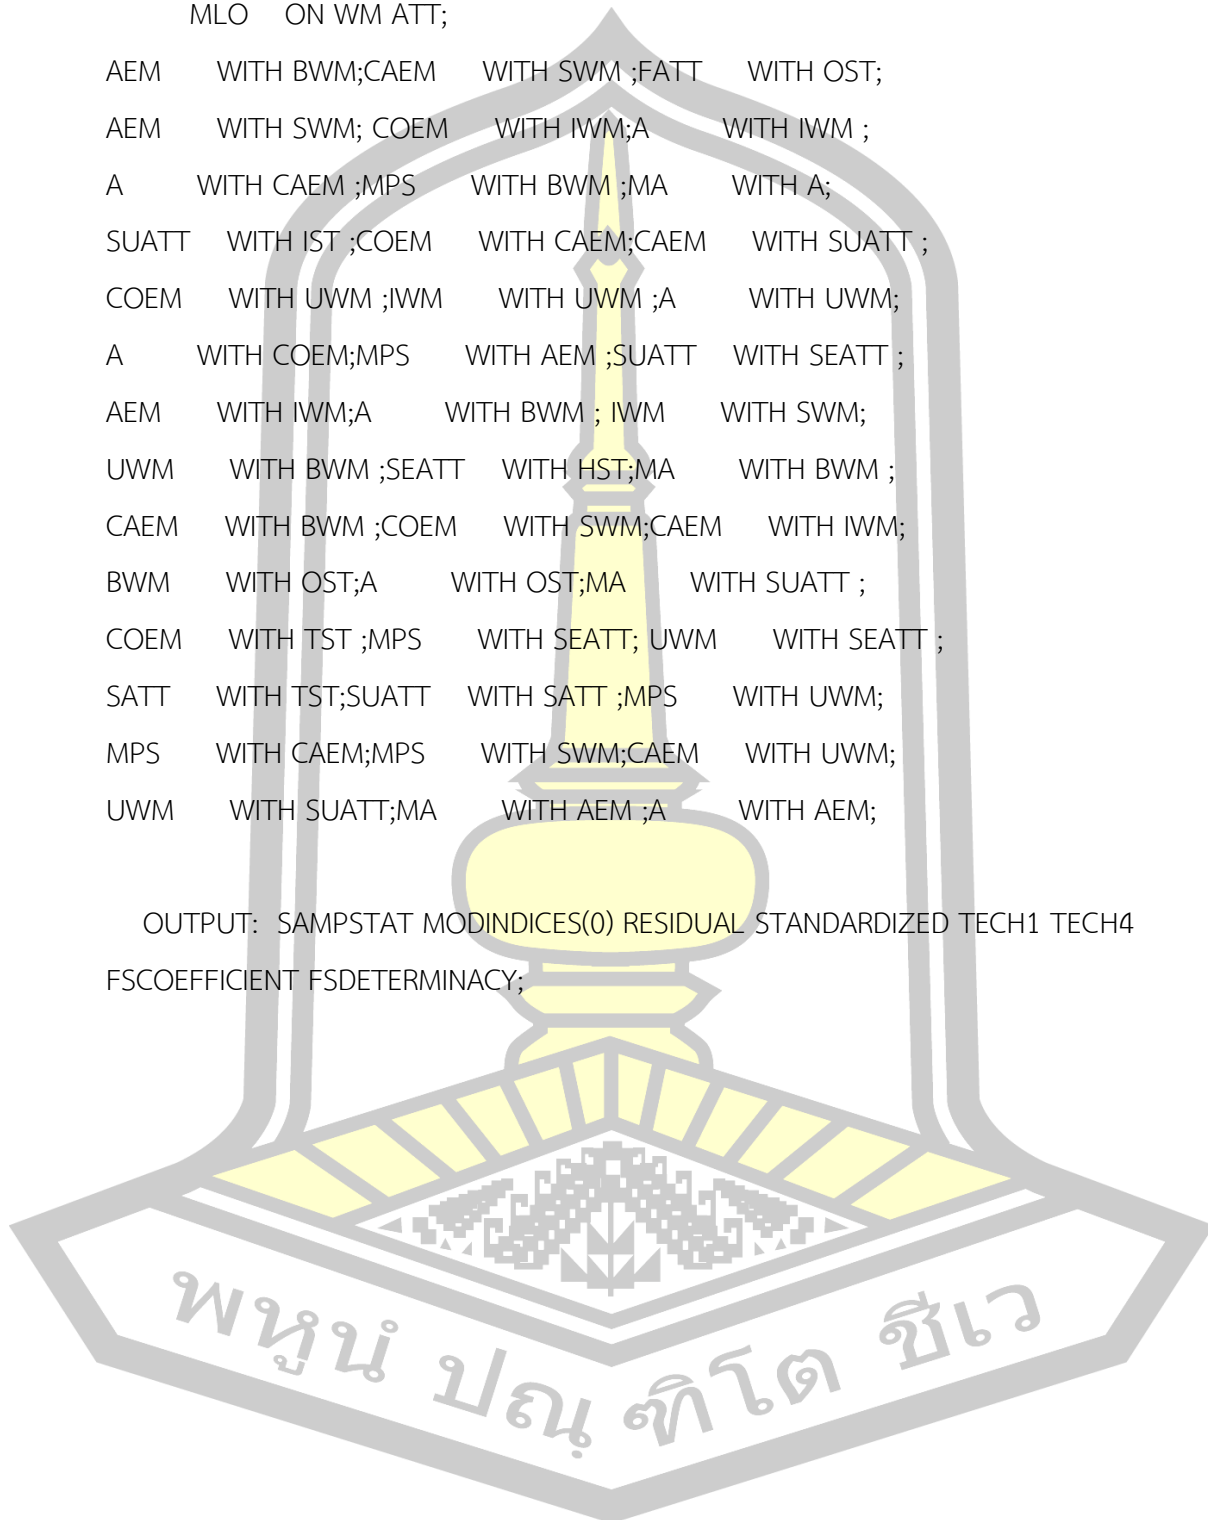 MLO ON WM ATT;
AEM WITH BWM;CAEM WITH SWM ;FATT WITH OST;
AEM WITH SWM; COEM WITH IWM;A WITH IWM ;
A WITH CAEM ;MPS WITH BWM ;MA WITH A;
SUATT WITH IST ;COEM WITH CAEM;CAEM WITH SUATT ;
COEM WITH UWM ;IWM WITH UWM ;A WITH UWM;
A WITH COEM;MPS WITH AEM ;SUATT WITH SEATT ;
AEM WITH IWM;A WITH BWM ; IWM WITH SWM;
UWM WITH BWM ;SEATT WITH HST;MA WITH BWM ;
CAEM WITH BWM ;COEM WITH SWM;CAEM WITH IWM;
BWM WITH OST;A WITH OST;MA WITH SUATT ;
COEM WITH TST ;MPS WITH SEATT; UWM WITH SEATT ;
SATT WITH TST;SUATT WITH SATT ;MPS WITH UWM;
MPS WITH CAEM;MPS WITH SWM;CAEM WITH UWM;
UWM WITH SUATT;MA WITH AEM ;A WITH AEM;
OUTPUT: SAMPSTAT MODINDICES(0) RESIDUAL STANDARDIZED TECH1 TECH4
FSCOEFFICIENT FSDETERMINACY;
พหูนํ ปณฺฑิโต ชีเว